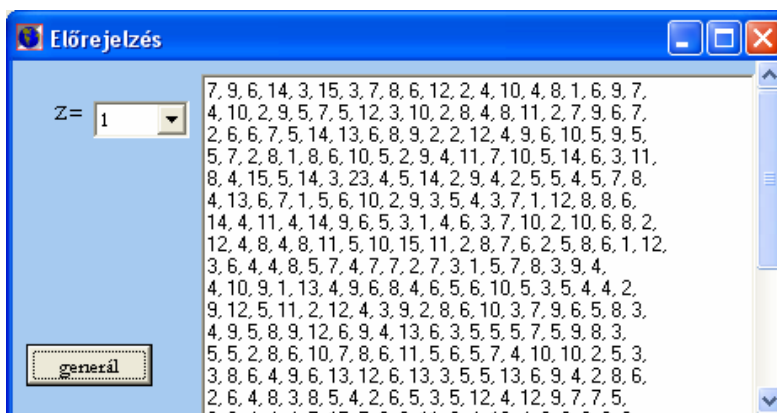 Előrejelzés
z= 1
7, 9, 6, 14, 3, 15, 3, 7, 8, 6, 12, 2, 4, 10, 4, 8, 1, 6, 9, 7,
4, 10, 2, 9, 5, 7, 5, 12, 3, 10, 2, 8, 4, 8, 11, 2, 7, 9, 6, 7,
2, 6, 6, 7, 5, 14, 13, 6, 8, 9, 2, 2, 12, 4, 9, 6, 10, 5, 9, 5,
5, 7, 2, 8, 1, 8, 6, 10, 5, 2, 9, 4, 11, 7, 10, 5, 14, 6, 3, 11,
8, 4, 15, 5, 14, 3, 23, 4, 5, 14, 2, 9, 4, 2, 5, 5, 4, 5, 7, 8,
4, 13, 6, 7, 1, 5, 6, 10, 2, 9, 3, 5, 4, 3, 7, 1, 12, 8, 8, 6,
14, 4, 11, 4, 14, 9, 6, 5, 3, 1, 4, 6, 3, 7, 10, 2, 10, 6, 8, 2,
12, 4, 8, 4, 8, 11, 5, 10, 15, 11, 2, 8, 7, 6, 2, 5, 8, 6, 1, 12,
3, 6, 4, 4, 8, 5, 7, 4, 7, 7, 2, 7, 3, 1, 5, 7, 8, 3, 9, 4,
4, 10, 9, 1, 13, 4, 9, 6, 8, 4, 6, 5, 6, 10, 5, 3, 5, 4, 4, 2,
9, 12, 5, 11, 2, 12, 4, 3, 9, 2, 8, 6, 10, 3, 7, 9, 6, 5, 8, 3,
4, 9, 5, 8, 9, 12, 6, 9, 4, 13, 6, 3, 5, 5, 5, 7, 5, 9, 8, 3,
5, 5, 2, 8, 6, 10, 7, 8, 6, 11, 5, 6, 5, 7, 4, 10, 10, 2, 5, 3,
3, 8, 6, 4, 9, 6, 13, 12, 6, 13, 3, 5, 5, 13, 6, 9, 4, 2, 8, 6,
2, 6, 4, 8, 3, 8, 5, 4, 2, 6, 5, 3, 5, 12, 4, 12, 9, 7, 7, 5,
generál